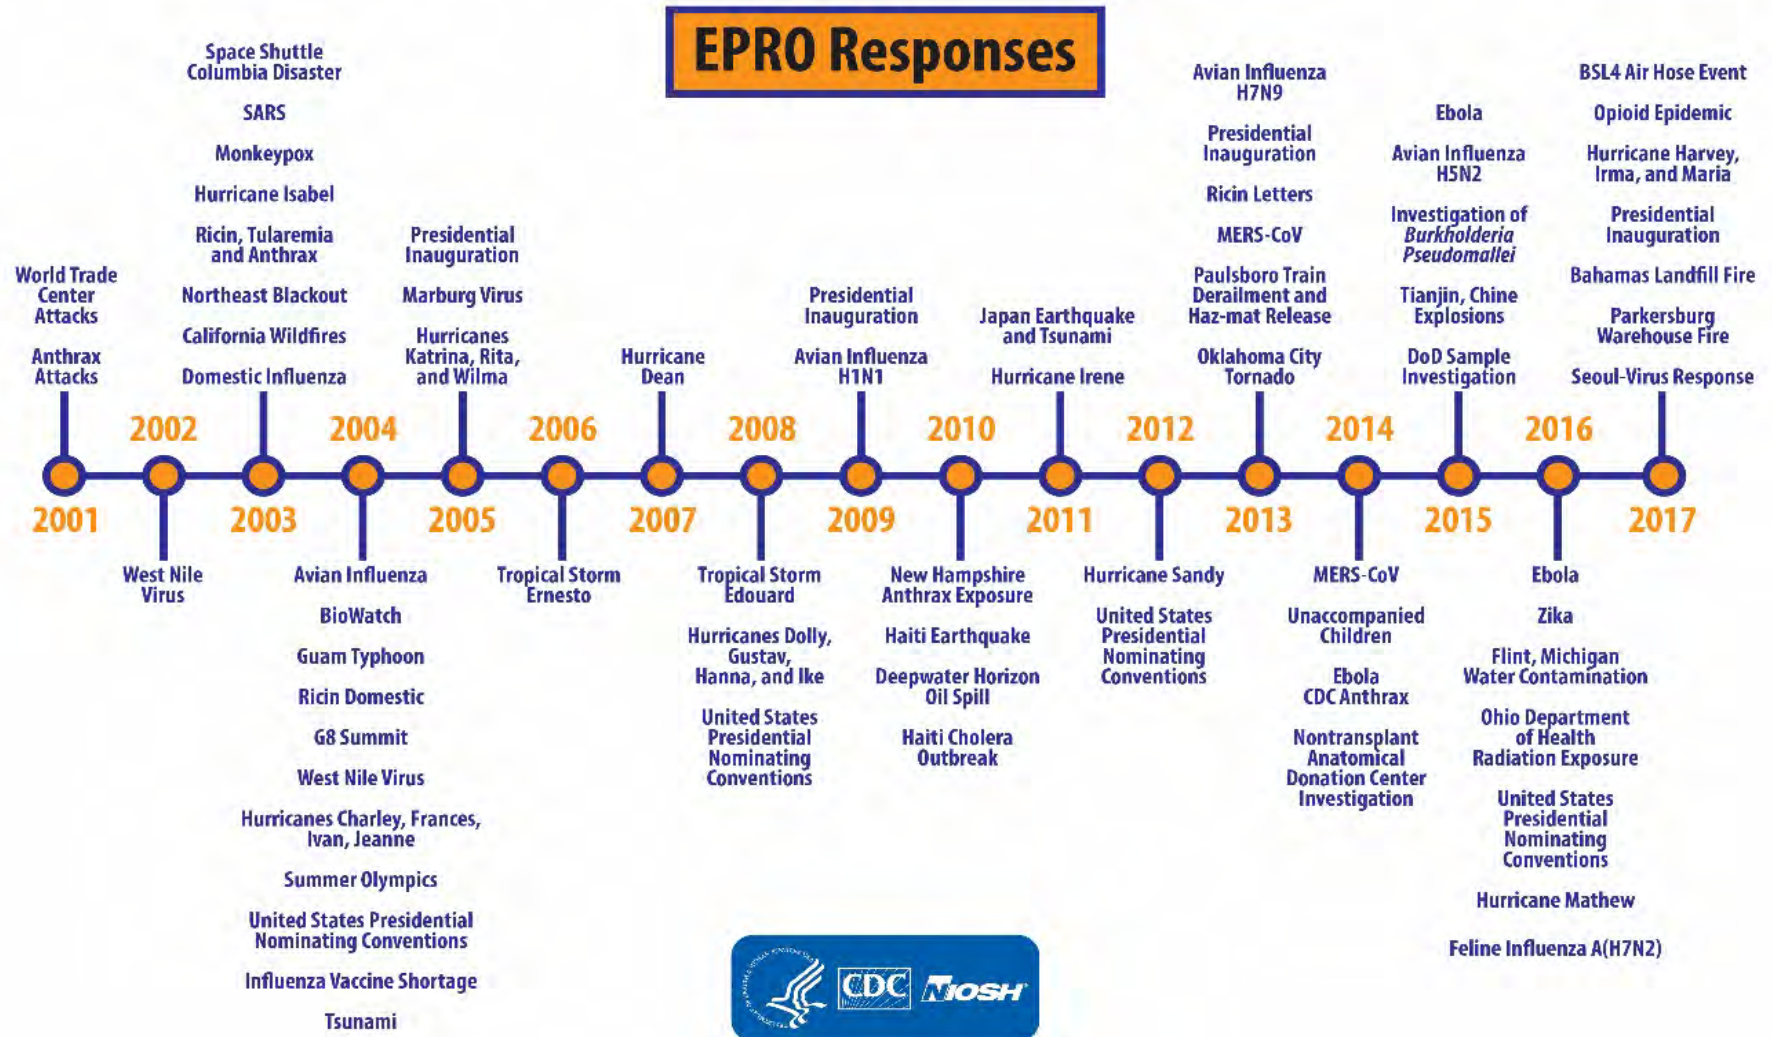 EPRO Responses
Space Shuttle
Columbia Disaster
SARS
Monkeypox
Hurricane Isabel
Ricin, Tularemia
and Anthrax
Northeast Blackout
California Wildfires
Domestic Influenza
World Trade
Center
Attacks
Anthrax
Attacks
Presidential
Inauguration
Marburg Virus
Hurricanes
Katrina, Rita,
and Wilma
Hurricane
Dean
Presidential
Inauguration
Avian Influenza
H1N1
Japan Earthquake
and Tsunami
Hurricane Irene
Avian Influenza
H7N9
Presidential
Inauguration
Ricin Letters
MERS-CoV
Paulsboro Train
Derailment and
Haz-mat Release
Oklahoma City
Tornado
Ebola
Avian Influenza
H5N2
Investigation of
Burkholderia
Pseudomallei
Tianjin, Chine
Explosions
DoD Sample
Investigation
BSL4 Air Hose Event
Opioid Epidemic
Hurricane Harvey,
Irma, and Maria
Presidential
Inauguration
Bahamas Landfill Fire
Parkersburg
Warehouse Fire
Seoul-Virus Response
2002
2004
2006
2008
2010
2012
2014
2016
2001
2003
2005
2007
2009
2011
2013
2015
2017
West Nile
Virus
Avian Influenza
BioWatch
Guam Typhoon
Ricin Domestic
G8 Summit
West Nile Virus
Hurricanes Charley, Frances,
Ivan, Jeanne
Summer Olympics
United States Presidential
Nominating Conventions
Influenza Vaccine Shortage
Tsunami
Tropical Storm
Ernesto
Tropical Storm
Edouard
Hurricanes Dolly,
Gustav,
Hanna, and Ike
United States
Presidential
Nominating
Conventions
New Hampshire
Anthrax Exposure
Haiti Earthquake
Deepwater Horizon
Oil Spill
Haiti Cholera
Outbreak
Hurricane Sandy
United States
Presidential
Nominating
Conventions
MERS-CoV
Unaccompanied
Children
Ebola
CDC Anthrax
Nontransplant
Anatomical
Donation Center
Investigation
Ebola
Zika
Flint, Michigan
Water Contamination
Ohio Department
of Health
Radiation Exposure
United States
Presidential
Nominating
Conventions
Hurricane Mathew
Feline Influenza A(H7N2)
CDC
NIOSH